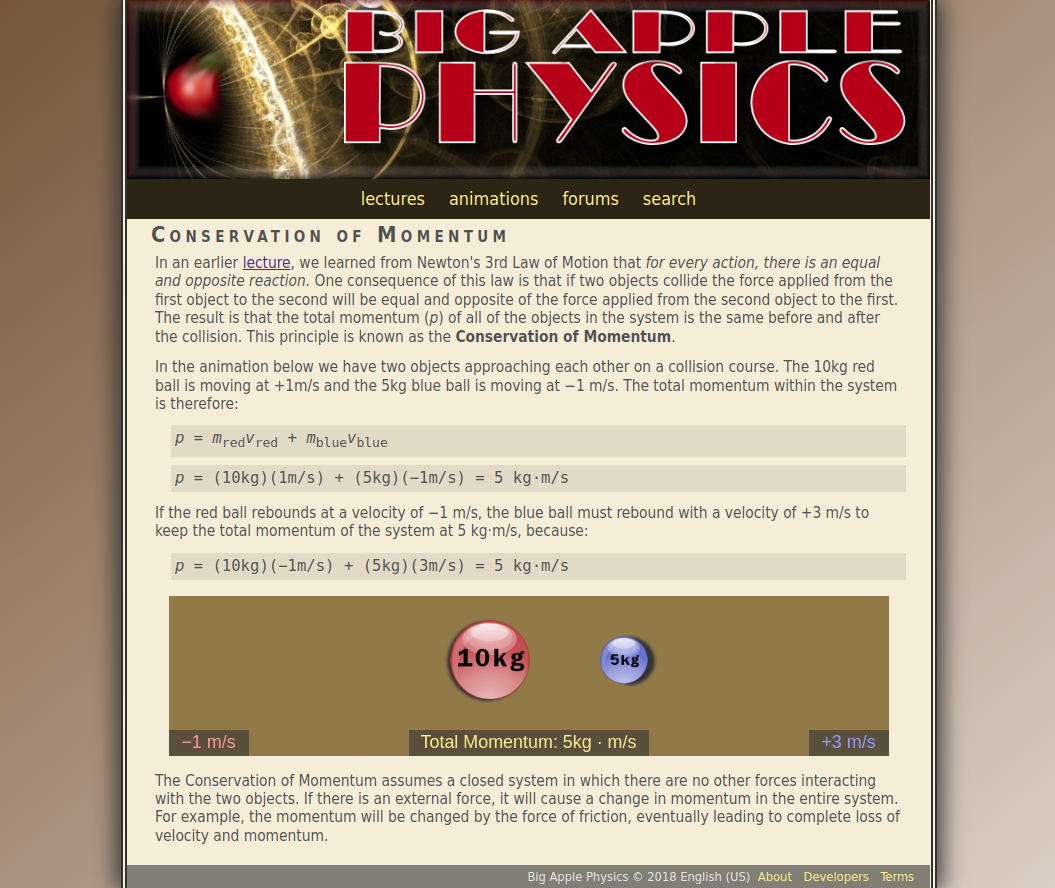 BIG APPLE
PHYSICS
lectures animations forums search
Conservation of Momentum
In an earlier lecture, we learned from Newton's 3rd Law of Motion that for every action, there is an equal
and opposite reaction. One consequence of this law is that if two objects collide the force applied from the
first object to the second will be equal and opposite of the force applied from the second object to the first.
The result is that the total momentum (p) of all of the objects in the system is the same before and after
the collision. This principle is known as the Conservation of Momentum.
In the animation below we have two objects approaching each other on a collision course. The 10kg red
ball is moving at +1m/s and the 5kg blue ball is moving at −1 m/s. The total momentum within the system
is therefore:
p = mredvred + mbluevblue
p = (10kg)(1m/s) + (5kg)(−1m/s) = 5 kg·m/s
If the red ball rebounds at a velocity of −1 m/s, the blue ball must rebound with a velocity of +3 m/s to
keep the total momentum of the system at 5 kg·m/s, because:
p = (10kg)(−1m/s) + (5kg)(3m/s) = 5 kg·m/s
10kg 5kg
−1 m/s Total Momentum: 5kg · m/s +3 m/s
The Conservation of Momentum assumes a closed system in which there are no other forces interacting
with the two objects. If there is an external force, it will cause a change in momentum in the entire system.
For example, the momentum will be changed by the force of friction, eventually leading to complete loss of
velocity and momentum.
Big Apple Physics © 2018 English (US) About Developers Terms